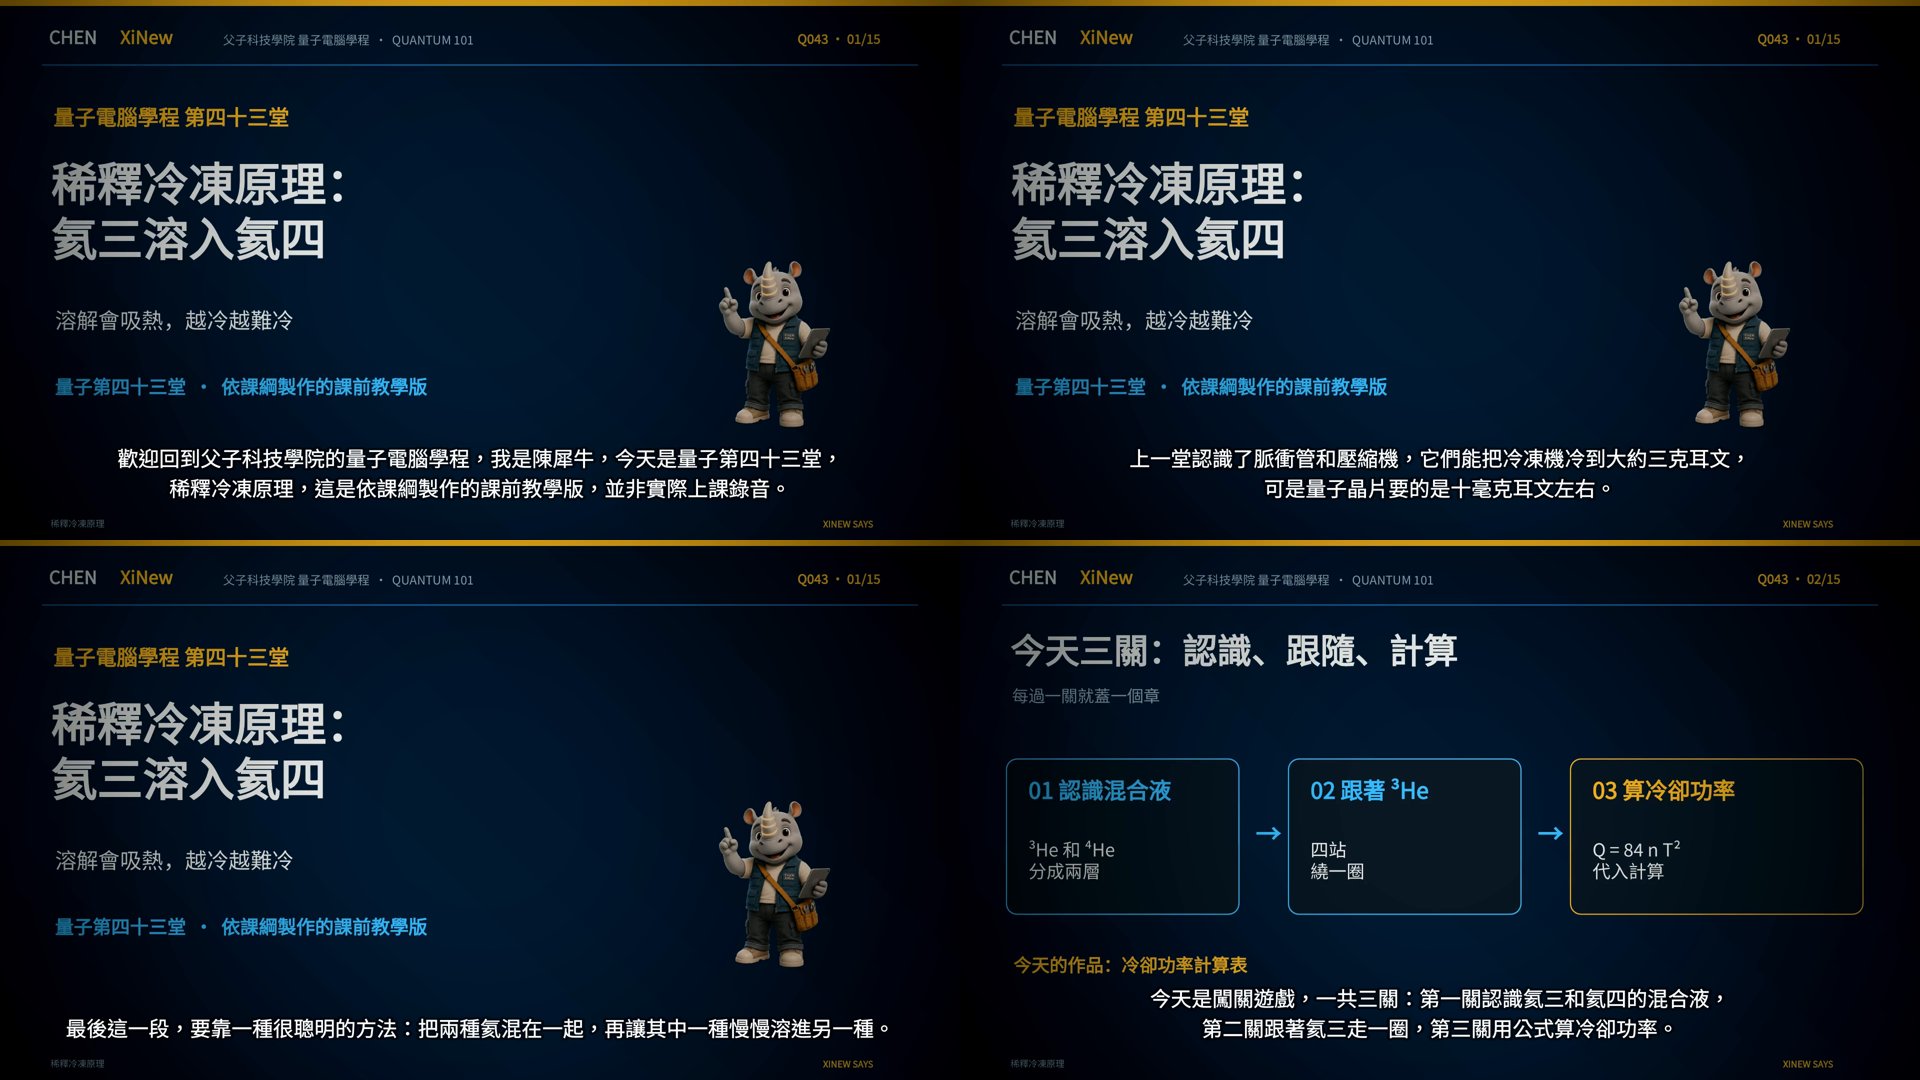 CHEN XiNew 父子科技學院 量子電腦學程 · QUANTUM 101 Q043 · 01/15
量子電腦學程 第四十三堂
稀釋冷凍原理：
氦三溶入氦四
溶解會吸熱，越冷越難冷
量子第四十三堂 · 依課綱製作的課前教學版
歡迎回到父子科技學院的量子電腦學程，我是陳犀牛，今天是量子第四十三堂，
稀釋冷凍原理，這是依課綱製作的課前教學版，並非實際上課錄音。
稀釋冷凍原理 XINEW SAYS
CHEN XiNew 父子科技學院 量子電腦學程 · QUANTUM 101 Q043 · 01/15
量子電腦學程 第四十三堂
稀釋冷凍原理：
氦三溶入氦四
溶解會吸熱，越冷越難冷
量子第四十三堂 · 依課綱製作的課前教學版
上一堂認識了脈衝管和壓縮機，它們能把冷凍機冷到大約三克耳文，
可是量子晶片要的是十毫克耳文左右。
稀釋冷凍原理 XINEW SAYS
CHEN XiNew 父子科技學院 量子電腦學程 · QUANTUM 101 Q043 · 01/15
量子電腦學程 第四十三堂
稀釋冷凍原理：
氦三溶入氦四
溶解會吸熱，越冷越難冷
量子第四十三堂 · 依課綱製作的課前教學版
最後這一段，要靠一種很聰明的方法：把兩種氦混在一起，再讓其中一種慢慢溶進另一種。
稀釋冷凍原理 XINEW SAYS
CHEN XiNew 父子科技學院 量子電腦學程 · QUANTUM 101 Q043 · 02/15
今天三關：認識、跟隨、計算
每過一關就蓋一個章
01 認識混合液
³He 和 ⁴He
分成兩層
→
02 跟著 ³He
四站
繞一圈
→
03 算冷卻功率
Q = 84 n T²
代入計算
今天的作品：冷卻功率計算表
今天是闖關遊戲，一共三關：第一關認識氦三和氦四的混合液，
第二關跟著氦三走一圈，第三關用公式算冷卻功率。
稀釋冷凍原理 XINEW SAYS